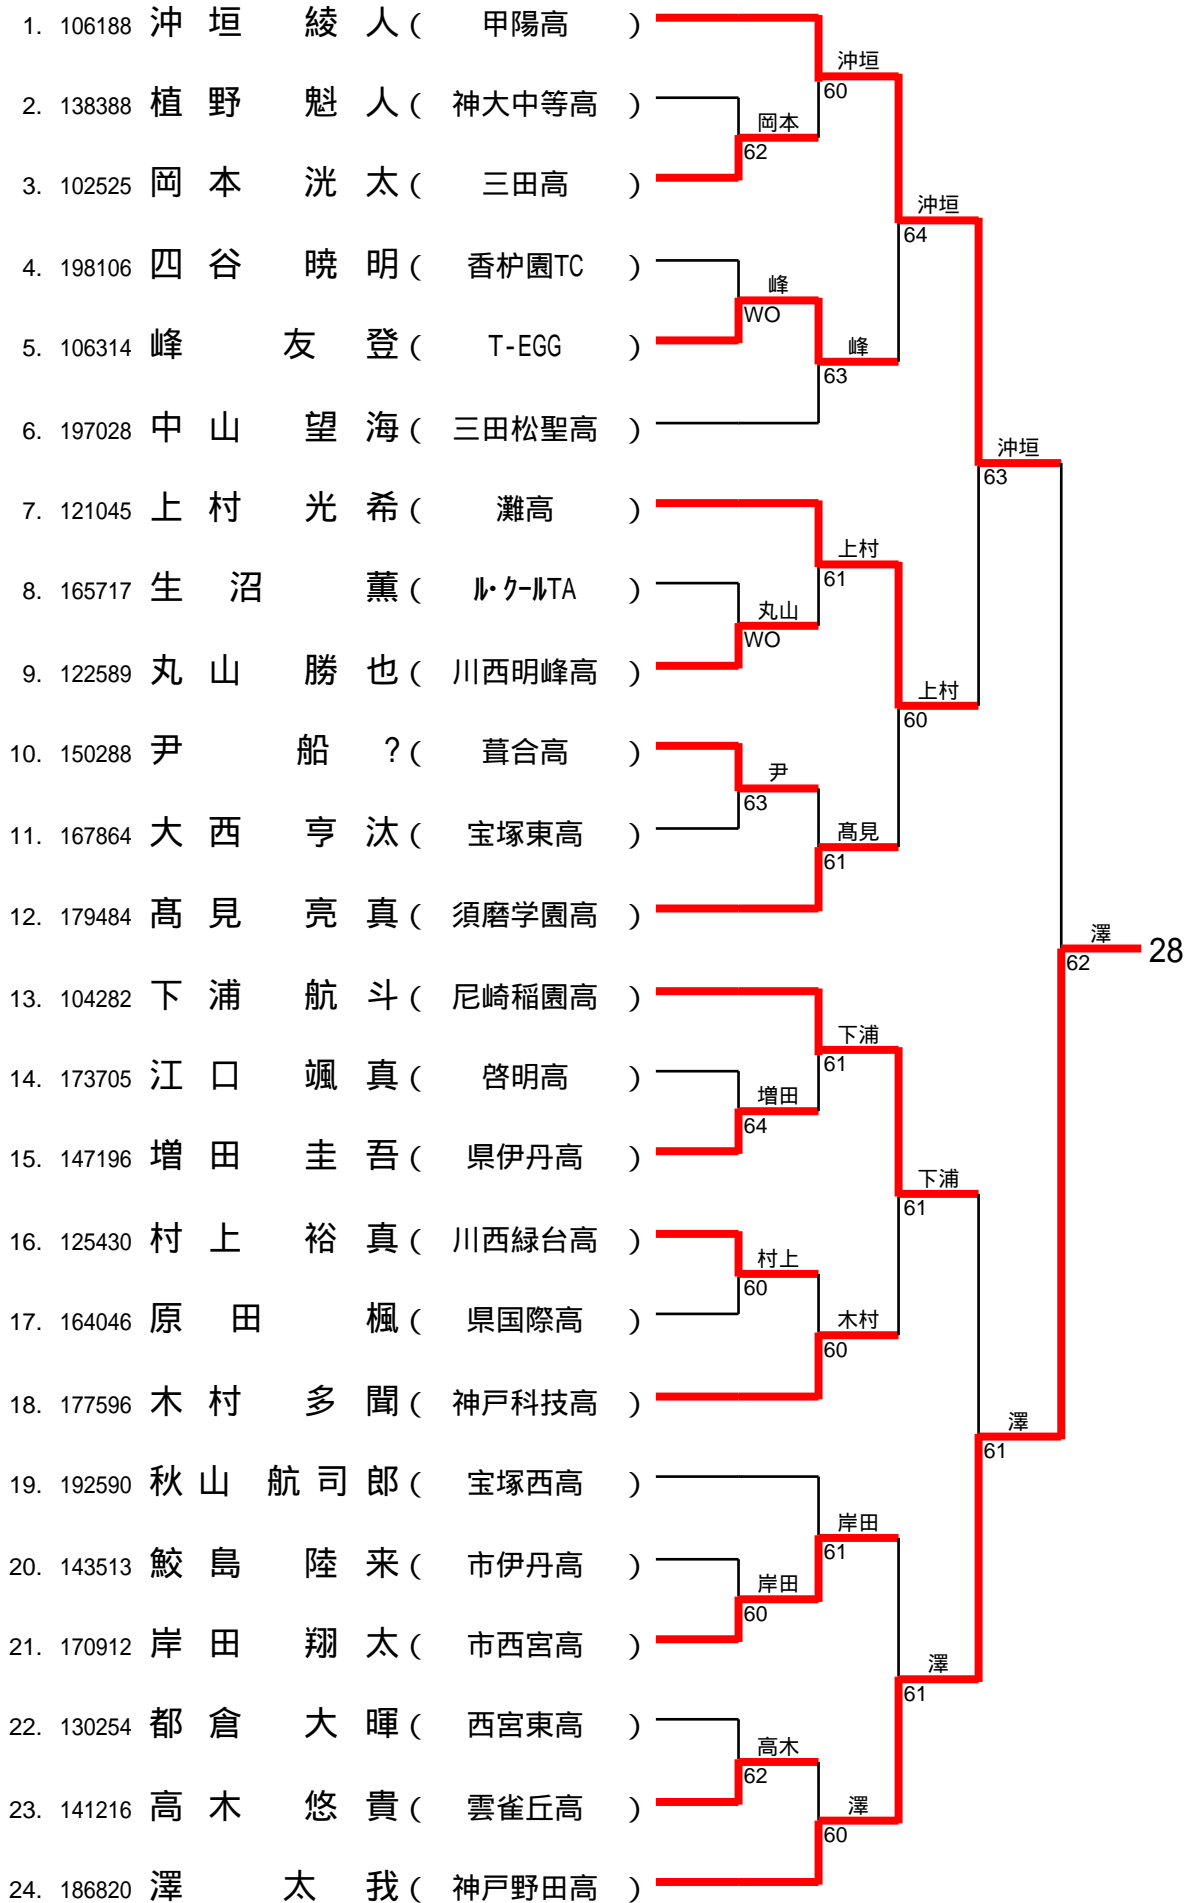 1. 106188 沖垣 綾人 ( 甲陽高 )
沖垣
60
2. 138388 植野 魁人 ( 神大中等高 )
岡本
62
3. 102525 岡本 洸太 ( 三田高 )
沖垣
64
4. 198106 四谷 暁明 ( 香枦園TC )
峰
WO
5. 106314 峰 友登 ( T-EGG )
峰
63
6. 197028 中山 望海 ( 三田松聖高 )
沖垣
63
7. 121045 上村 光希 ( 灘高 )
上村
61
8. 165717 生沼 薫 ( ル・クールTA )
丸山
WO
9. 122589 丸山 勝也 ( 川西明峰高 )
上村
60
10. 150288 尹 船? ( 葺合高 )
尹
63
11. 167864 大西 亨汰 ( 宝塚東高 )
髙見
61
12. 179484 髙見 亮真 ( 須磨学園高 )
澤
62
28
13. 104282 下浦 航斗 ( 尼崎稲園高 )
下浦
61
14. 173705 江口 颯真 ( 啓明高 )
増田
64
15. 147196 増田 圭吾 ( 県伊丹高 )
下浦
61
16. 125430 村上 裕真 ( 川西緑台高 )
村上
60
17. 164046 原田 楓 ( 県国際高 )
木村
60
18. 177596 木村 多聞 ( 神戸科技高 )
澤
61
19. 192590 秋山 航司郎 ( 宝塚西高 )
岸田
61
20. 143513 鮫島 陸来 ( 市伊丹高 )
岸田
60
21. 170912 岸田 翔太 ( 市西宮高 )
澤
61
22. 130254 都倉 大暉 ( 西宮東高 )
高木
62
23. 141216 高木 悠貴 ( 雲雀丘高 )
澤
60
24. 186820 澤 太我 ( 神戸野田高 )